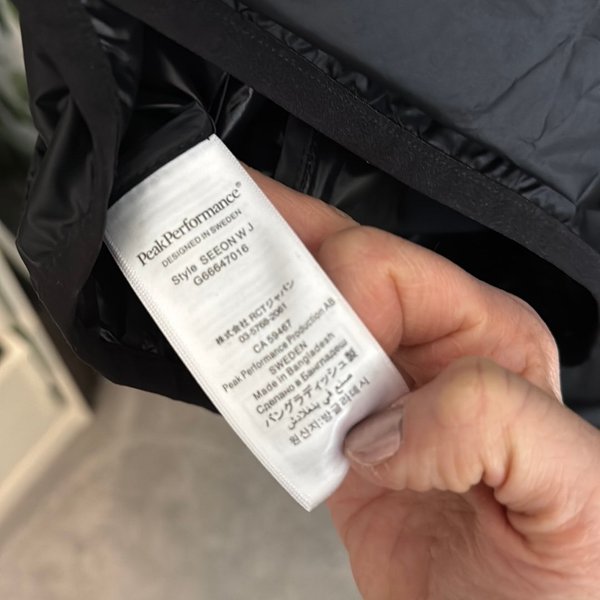 PeakPerformance®
DESIGNED IN SWEDEN
Style SEEON W J
G66647016
株式会社 RCTジャパン
03-5768-2061
CA 59467
Peak Performance Production AB
SWEDEN
Made in Bangladesh
Сделано в Бангладеш
バングラディッシュ製
صنع في بنغلادش
원산지:방글라데시